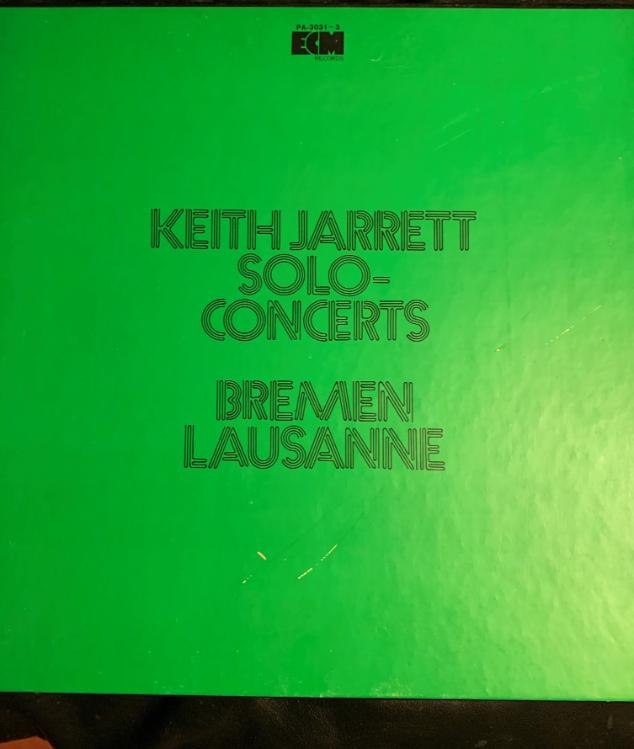 PA-3031~3
ECM
RECORDS
KEITH JARRETT
SOLO-
CONCERTS
BREMEN
LAUSANNE